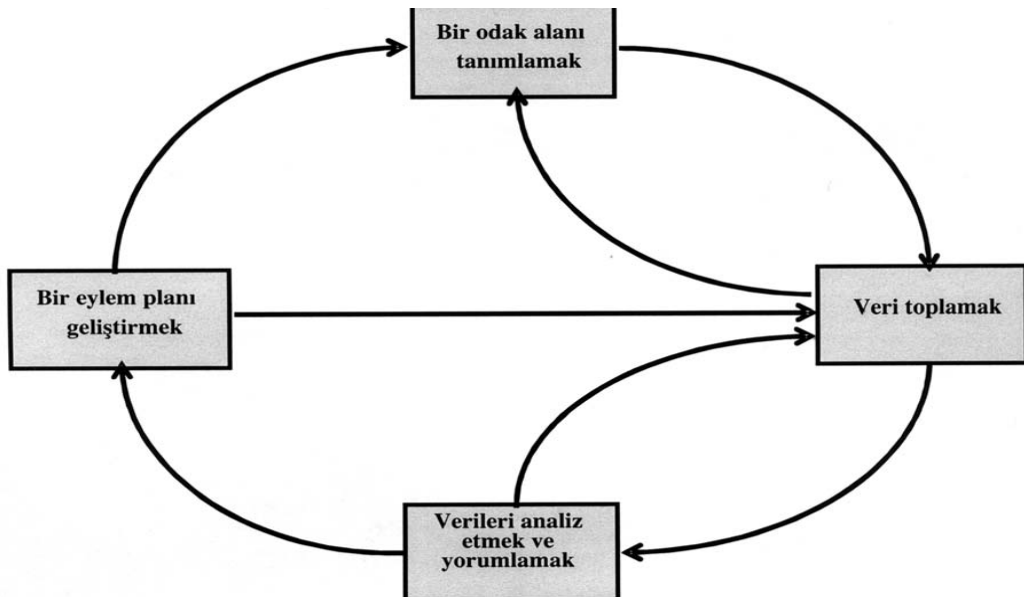 Bir odak alanı
tanımlamak
Bir eylem planı
geliştirmek
Veri toplamak
Verileri analiz
etmek ve
yorumlamak